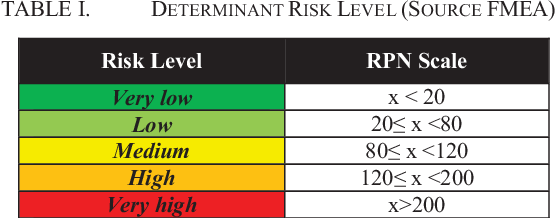 TABLE I. DETERMINANT RISK LEVEL (SOURCE FMEA)
Risk Level RPN Scale
Very low x < 20
Low 20≤ x <80
Medium 80≤ x <120
High 120≤ x <200
Very high x>200